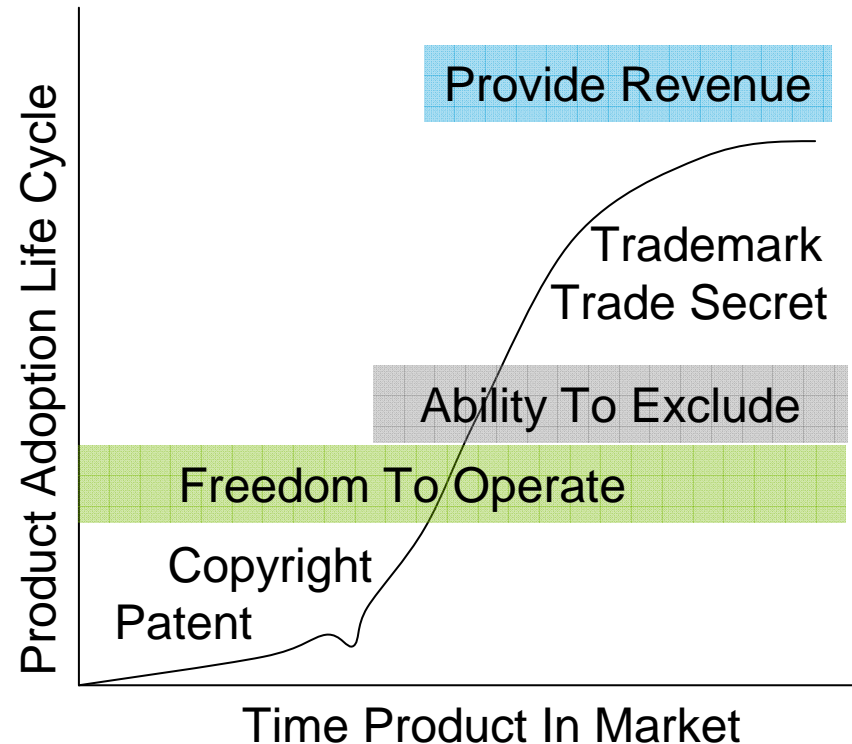 Product Adoption Life Cycle
Provide Revenue
Trademark
Trade Secret
Ability To Exclude
Freedom To Operate
Copyright
Patent
Time Product In Market